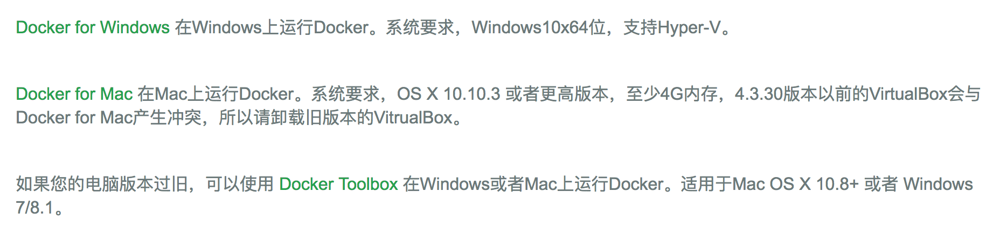 Docker for Windows 在Windows上运行Docker。系统要求，Windows10x64位，支持Hyper-V。
Docker for Mac 在Mac上运行Docker。系统要求，OS X 10.10.3 或者更高版本，至少4G内存，4.3.30版本以前的VirtualBox会与
Docker for Mac产生冲突，所以请卸载旧版本的VitrualBox。
如果您的电脑版本过旧，可以使用 Docker Toolbox 在Windows或者Mac上运行Docker。适用于Mac OS X 10.8+ 或者 Windows
7/8.1。